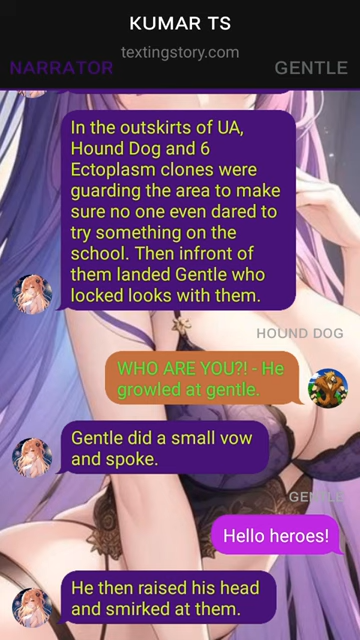 KUMAR TS
textingstory.com
NARRATOR
GENTLE
In the outskirts of UA,
Hound Dog and 6
Ectoplasm clones were
guarding the area to make
sure no one even dared to
try something on the
school. Then infront of
them landed Gentle who
locked looks with them.
HOUND DOG
WHO ARE YOU?! - He
growled at gentle.
Gentle did a small vow
and spoke.
GENTLE
Hello heroes!
He then raised his head
and smirked at them.